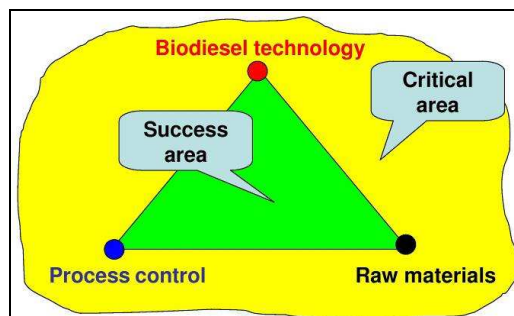 Biodiesel technology
Critical
area
Success
area
Process control
Raw materials